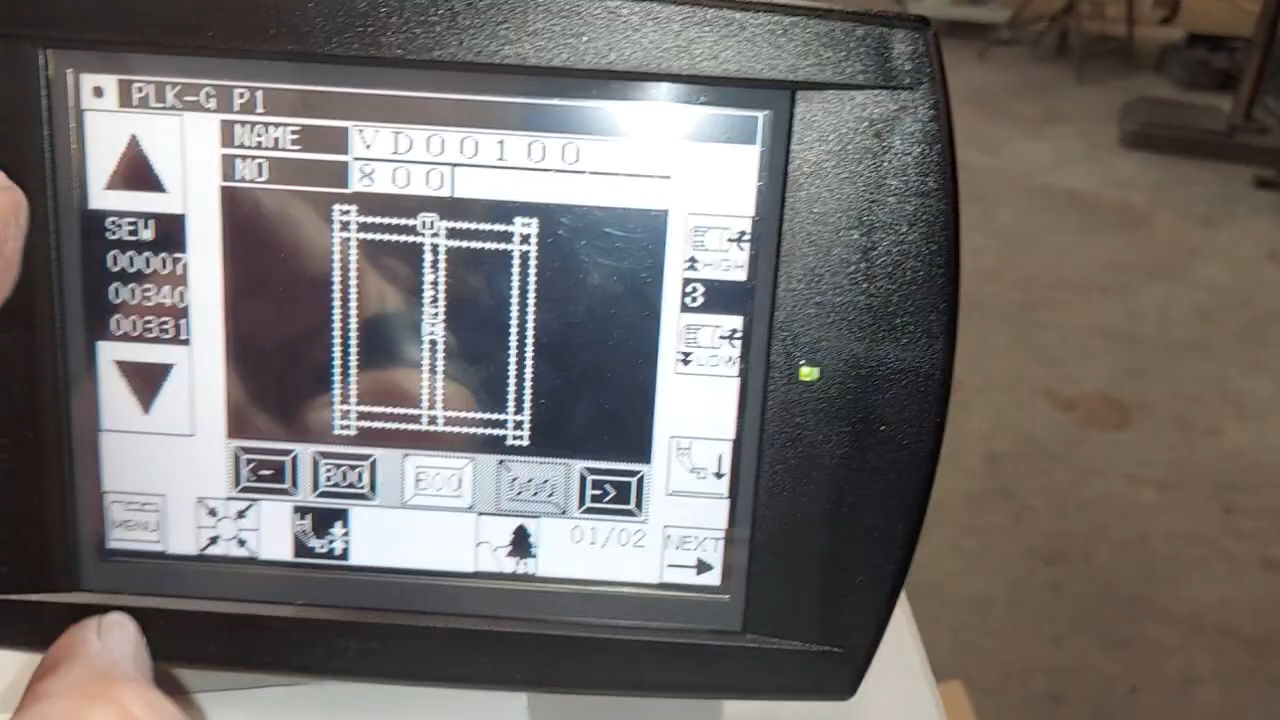 PLK-G P1
NAME VD00100
NO 800
SEW
00007
00340
00331
HIGH
3
LOW
800
800
MENU
01/02
NEXT